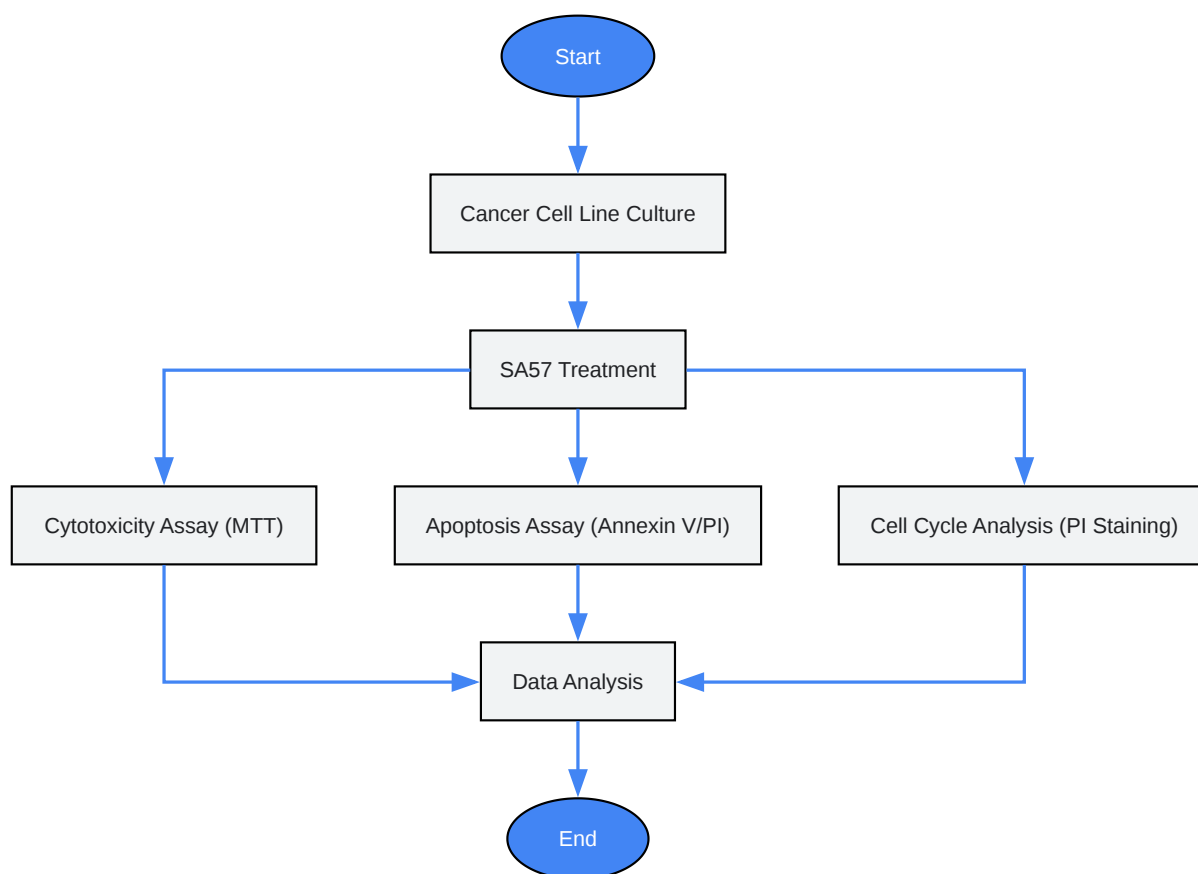 Start
Cancer Cell Line Culture
SA57 Treatment
Cytotoxicity Assay (MTT)
Apoptosis Assay (Annexin V/PI)
Cell Cycle Analysis (PI Staining)
Data Analysis
End